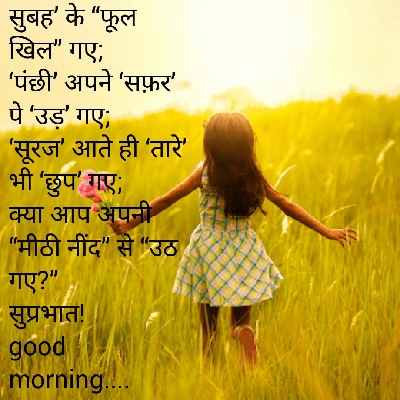 सुबह’ के “फूल
खिल” गए;
‘पंछी’ अपने ‘सफ़र’
पे ‘उड़’ गए;
‘सूरज’ आते ही ‘तारे’
भी ‘छुप’ गए;
क्या आप अपनी
“मीठी नींद” से “उठ
गए?”
सुप्रभात!
good
morning....